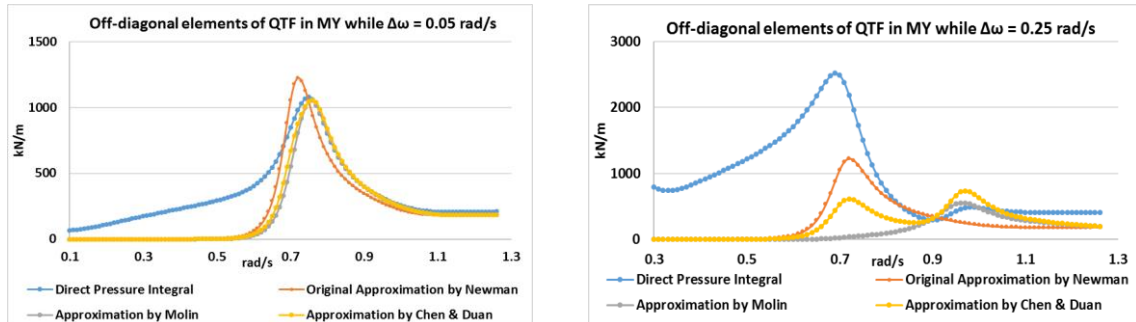 Off-diagonal elements of QTF in MY while Δω = 0.05 rad/s
1500
1000
500
0
kN/m
0.1 0.3 0.5 0.7 0.9 1.1 1.3
rad/s
Direct Pressure Integral
Original Approximation by Newman
Approximation by Molin
Approximation by Chen & Duan
Off-diagonal elements of QTF in MY while Δω = 0.25 rad/s
3000
2000
1000
0
kN/m
0.3 0.5 0.7 0.9 1.1 1.3
rad/s
Direct Pressure Integral
Original Approximation by Newman
Approximation by Molin
Approximation by Chen & Duan